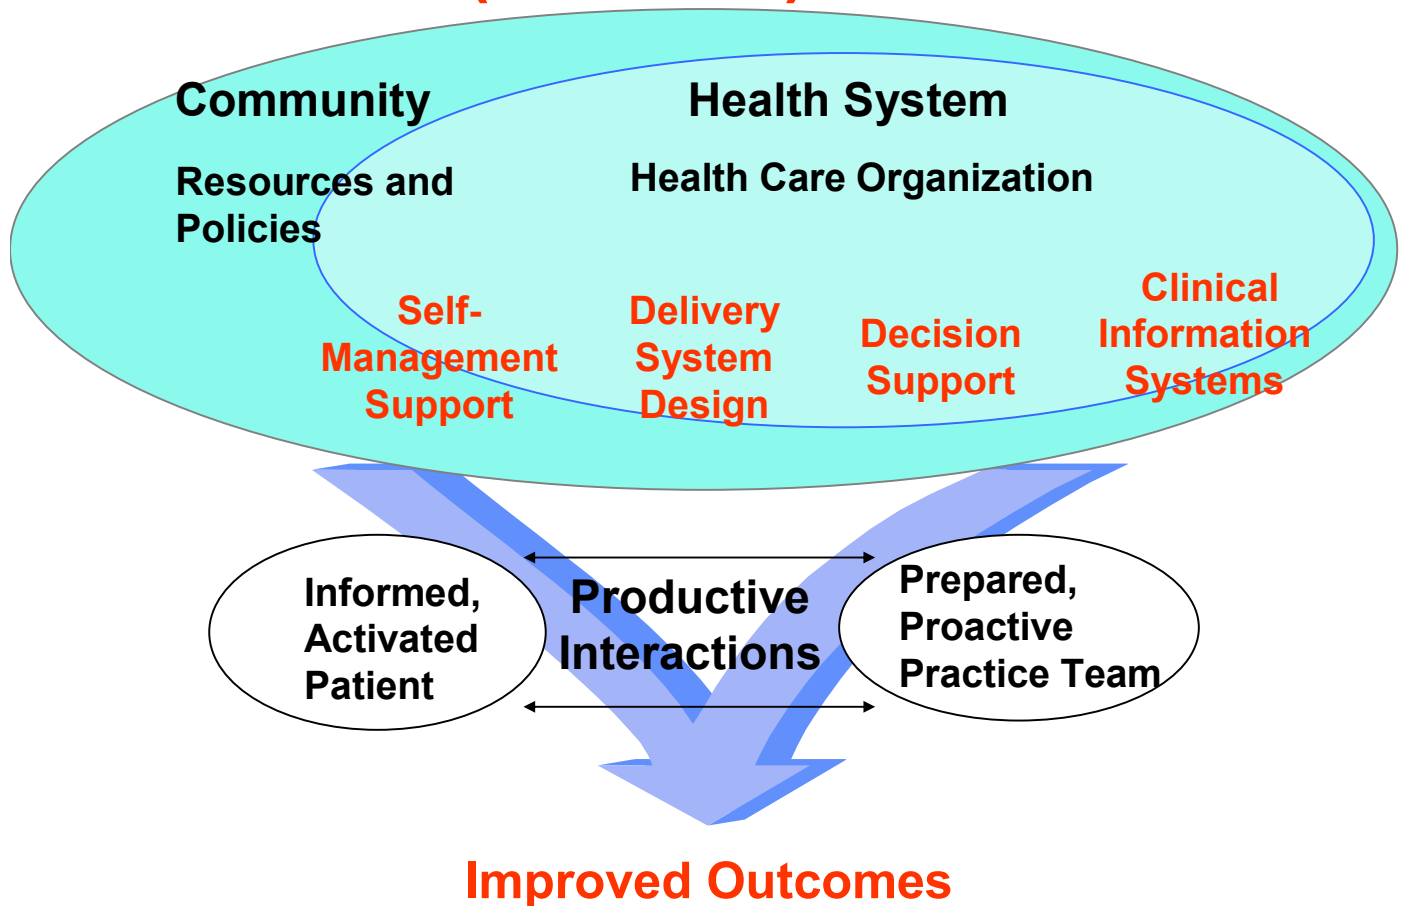 Community
Health System
Resources and
Policies
Health Care Organization
Self-
Management
Support
Delivery
System
Design
Decision
Support
Clinical
Information
Systems
Informed,
Activated
Patient
Productive
Interactions
Prepared,
Proactive
Practice Team
Improved Outcomes